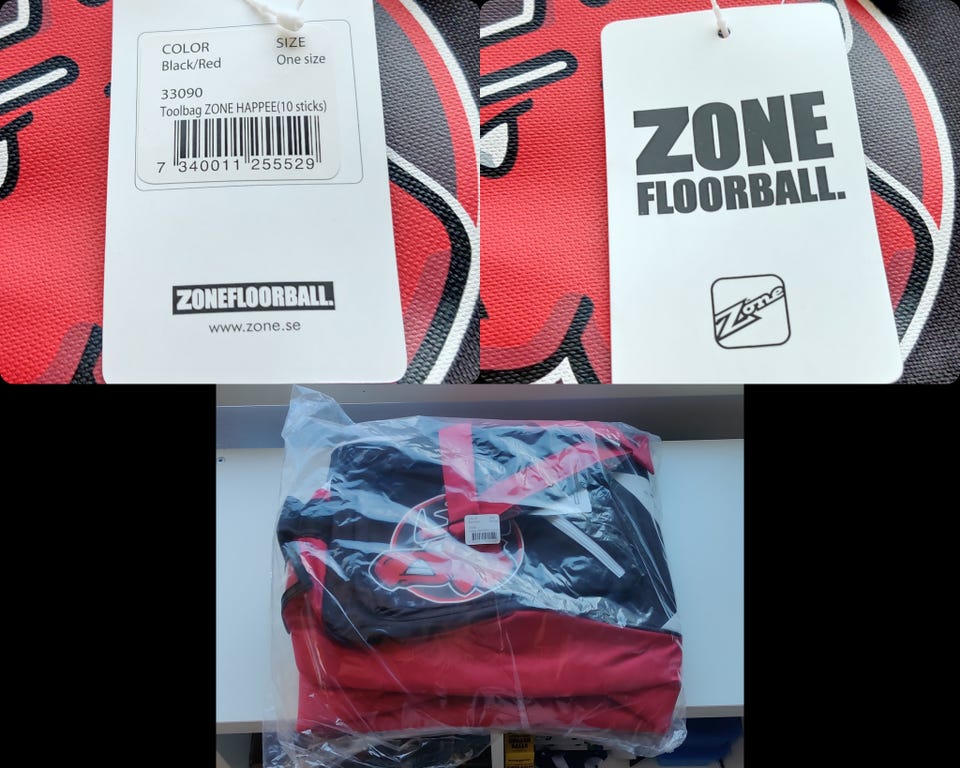 COLOR
Black/Red
SIZE
One size
33090
Toolbag ZONE HAPPEE(10 sticks)
7 340011 255529
ZONEFLOORBALL.
www.zone.se
ZONE
FLOORBALL.
Zone